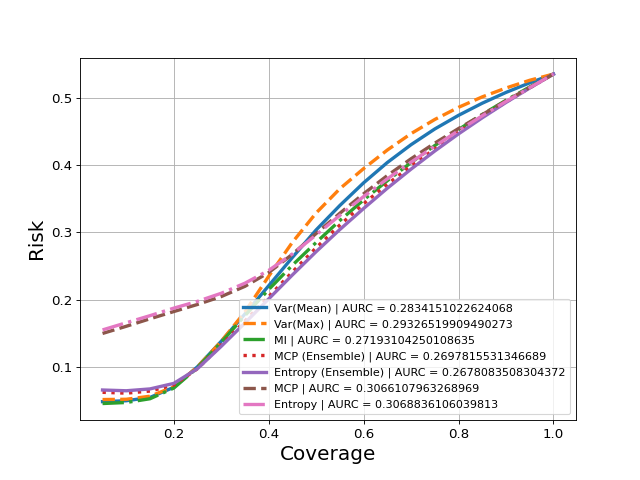 0.5
0.4
0.3
0.2
0.1
Risk
Var(Mean) | AURC = 0.2834151022624068
Var(Max) | AURC = 0.29326519909490273
MI | AURC = 0.27193104250108635
MCP (Ensemble) | AURC = 0.2697815531346689
Entropy (Ensemble) | AURC = 0.2678083508304372
MCP | AURC = 0.3066107963268969
Entropy | AURC = 0.3068836106039813
0.2 0.4 0.6 0.8 1.0
Coverage